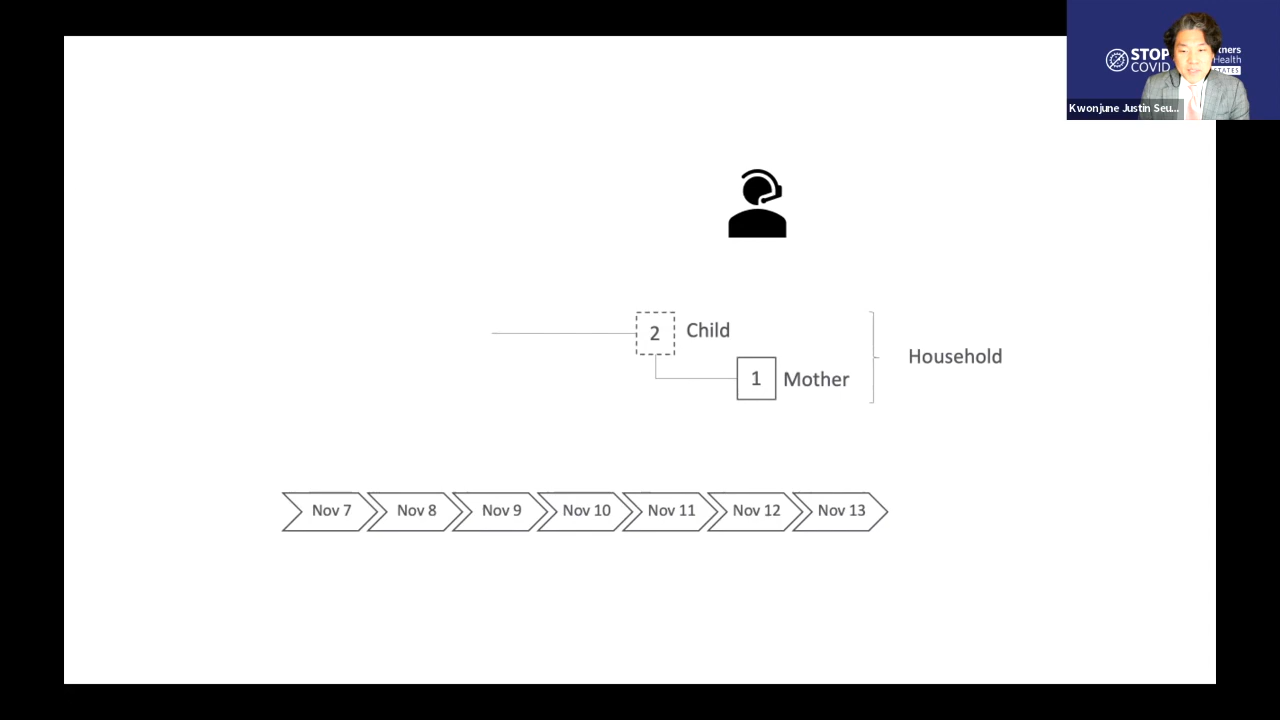 STOP
COVID
Health
STATES
Kwonjune Justin Seu...
2
Child
1
Mother
Household
Nov 7
Nov 8
Nov 9
Nov 10
Nov 11
Nov 12
Nov 13